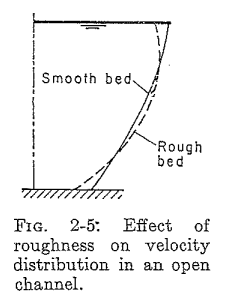 Smooth bed
Rough
bed
FIG. 2-5: Effect of
roughness on velocity
distribution in an open
channel.